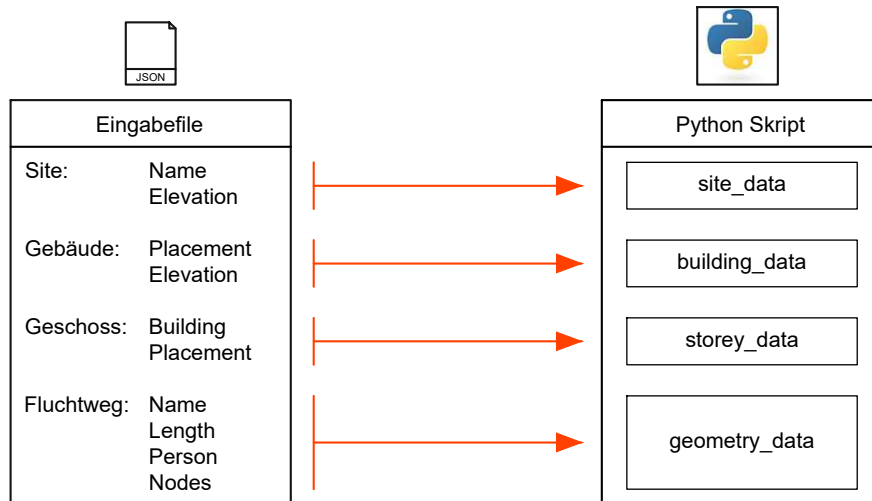 JSON
Eingabefile
Python Skript
Site: Name
Elevation
site_data
Gebäude: Placement
Elevation
building_data
Geschoss: Building
Placement
storey_data
Fluchtweg: Name
Length
Person
Nodes
geometry_data